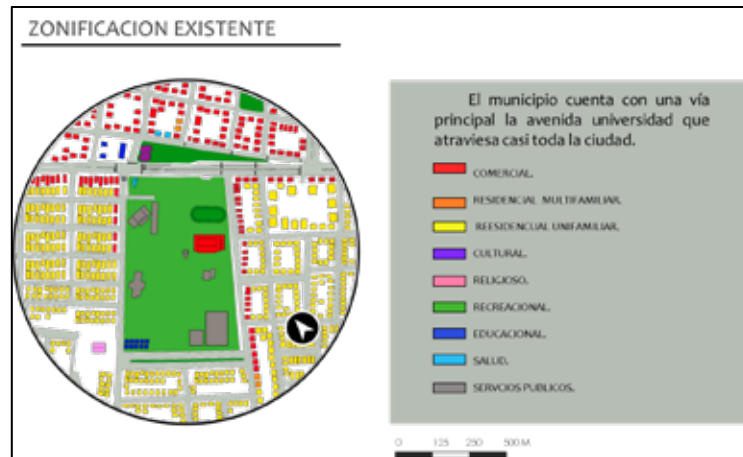 ZONIFICACION EXISTENTE
El municipio cuenta con una vía
principal la avenida universidad que
atraviesa casi toda la ciudad.
COMERCIAL.
RESIDENCIAL MULTIFAMILIAR.
REESIDENCIAL UNIFAMILIAR.
CULTURAL.
RELIGIOSO.
RECREACIONAL.
EDUCACIONAL.
SALUD.
SERVCIOS PUBLICOS.
0 125 250 500 M